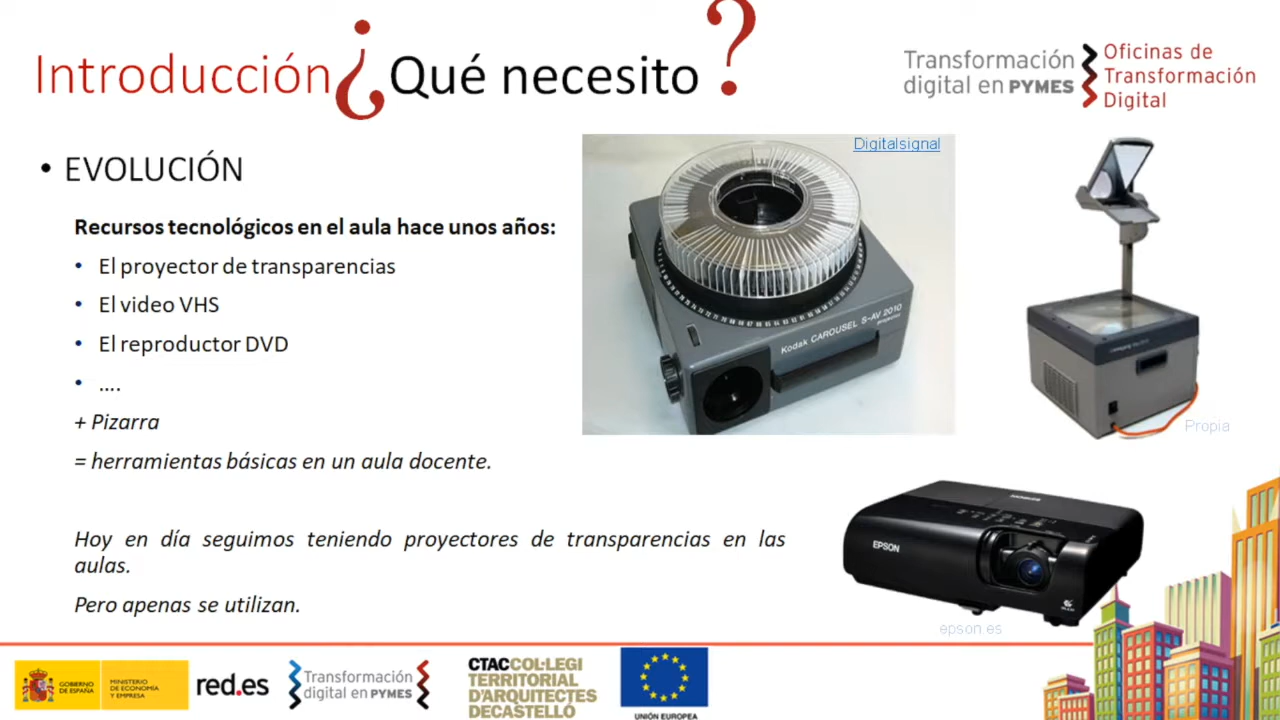 Introducción ¿Qué necesito?
Transformación
digital en PYMES
Oficinas de
Transformación
Digital
• EVOLUCIÓN
Recursos tecnológicos en el aula hace unos años:
• El proyector de transparencias
• El video VHS
• El reproductor DVD
• ....
+ Pizarra
= herramientas básicas en un aula docente.
Hoy en día seguimos teniendo proyectores de transparencias en las
aulas.
Pero apenas se utilizan.
Digitalsignal
Kodak CAROUSEL S-AV 2010
projector
Propia
EPSON
epson.es
GOBIERNO
DE ESPAÑA
MINISTERIO
DE ECONOMÍA
Y EMPRESA
red.es
Transformación
digital en PYMES
CTAC COL·LEGI
TERRITORIAL
D'ARQUITECTES
DECASTELLÓ
UNIÓN EUROPEA